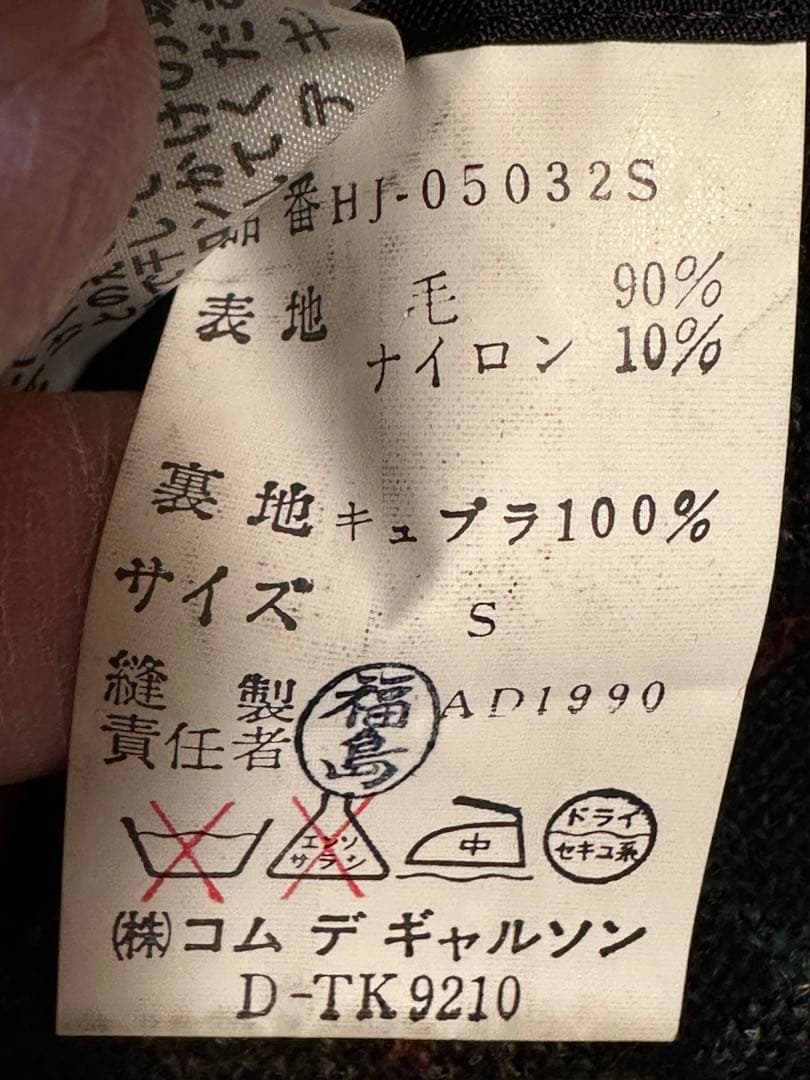 品番HJ-05032S
表地 毛 90%
ナイロン 10%
裏地キュプラ100%
サイズ S
縫製 AD1990
責任者
福島
エンソ
サラシ
中
ドライ
セキユ系
㈱コム デ ギャルソン
D-TK9210